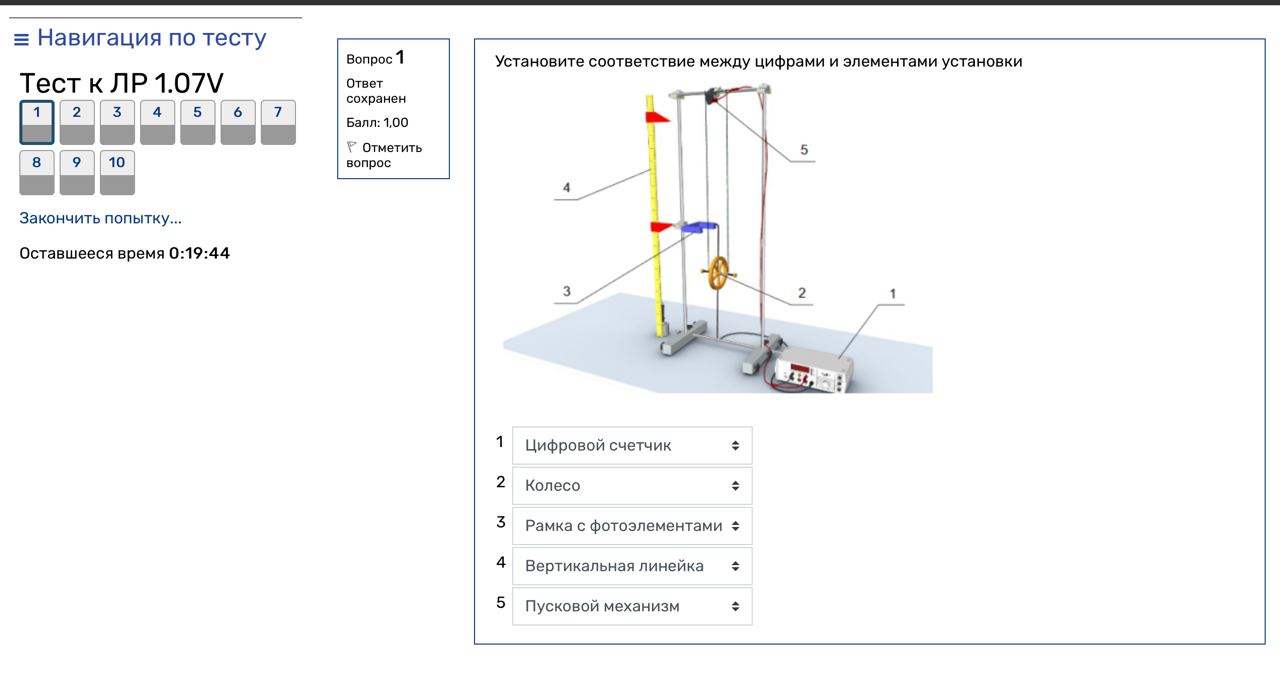 Навигация по тесту
Тест к ЛР 1.07V
1 2 3 4 5 6 7
8 9 10
Закончить попытку...
Оставшееся время 0:19:44
Вопрос 1
Ответ
сохранен
Балл: 1,00
Отметить
вопрос
Установите соответствие между цифрами и элементами установки
5
4
3
2
1
1 Цифровой счетчик
2 Колесо
3 Рамка с фотоэлементами
4 Вертикальная линейка
5 Пусковой механизм